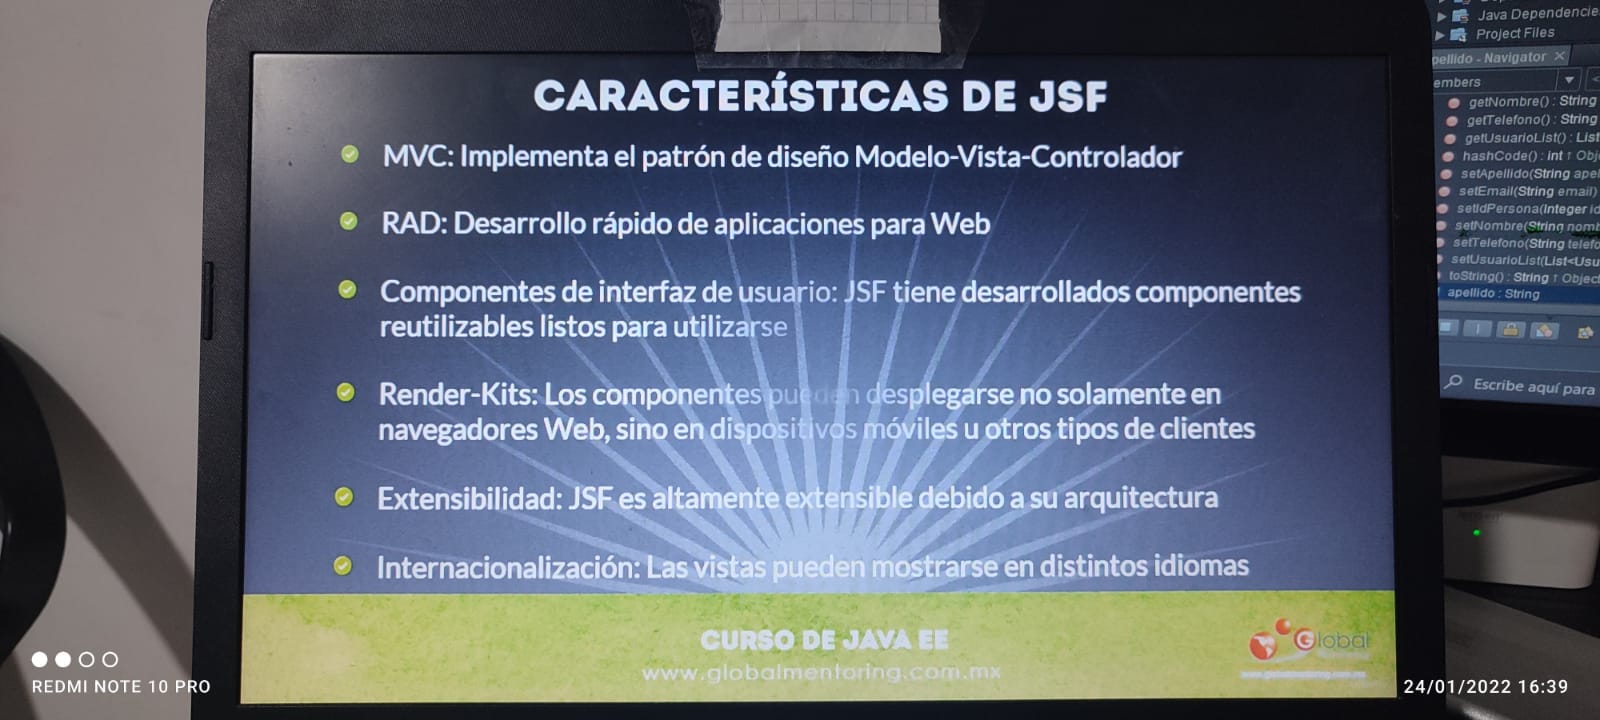 CARACTERÍSTICAS DE JSF
MVC: Implementa el patrón de diseño Modelo-Vista-Controlador
RAD: Desarrollo rápido de aplicaciones para Web
Componentes de interfaz de usuario: JSF tiene desarrollados componentes
reutilizables listos para utilizarse
Render-Kits: Los componentes pueden desplegarse no solamente en
navegadores Web, sino en dispositivos móviles u otros tipos de clientes
Extensibilidad: JSF es altamente extensible debido a su arquitectura
Internacionalización: Las vistas pueden mostrarse en distintos idiomas
CURSO DE JAVA EE
www.globalmentoring.com.mx
Global
www.globalmentoring.com.mx
Java Dependencie
Project Files
pellido - Navigator
embers
getNombre() : String
getTelefono() : String
getUsuarioList() : List
hashCode() : int ↑ Obj
setApellido(String apel
setEmail(String email)
setIdPersona(Integer id
setNombre(String nomb
setTelefono(String telefo
setUsuarioList(List<Usu
toString() : String ↑ Object
apellido : String
Escribe aquí para
REDMI NOTE 10 PRO
24/01/2022 16:39